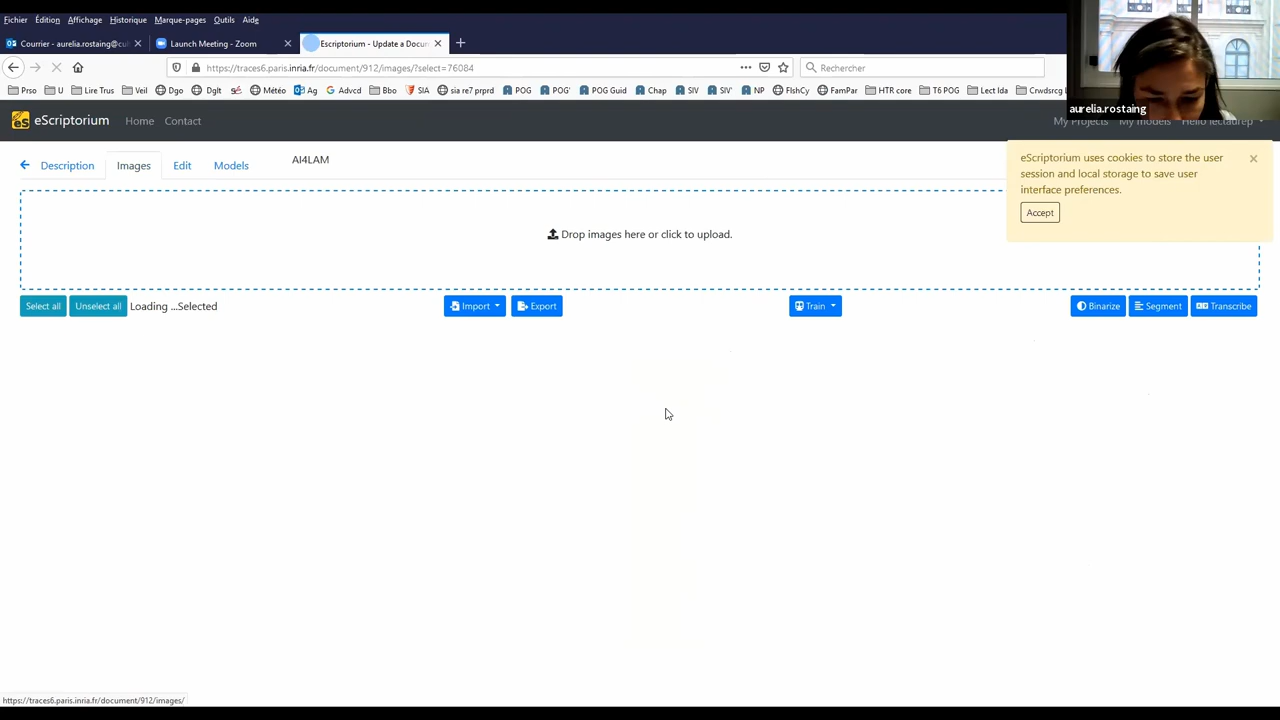 Fichier Édition Affichage Historique Marque-pages Outils Aide
Courrier - aurelia.rostaing@cul Launch Meeting - Zoom Escriptorium - Update a Docun
https://traces6.paris.inria.fr/document/912/images/?select=76084 Rechercher
Prso U Lire Trus Veil Dgo Dglt Météo Ag Advcd Bbo SIA sia re7 prprd POG POG' POG Guid Chap SIV SIV' NP FlshCy FamPar HTR core T6 POG Lect Ida Crwdsrcg
aurelia.rostaing
eScriptorium Home Contact My Projects My models Hello lectaurep
Description Images Edit Models AI4LAM
eScriptorium uses cookies to store the user
session and local storage to save user
interface preferences.
Accept
Drop images here or click to upload.
Select all Unselect all Loading ...Selected Import Export Train Binarize Segment Transcribe
https://traces6.paris.inria.fr/document/912/images/